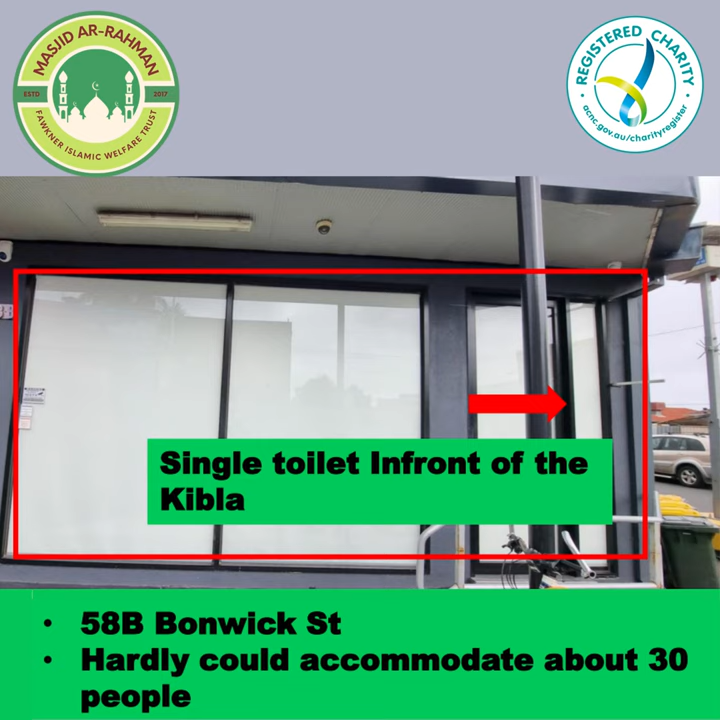 MASJID AR-RAHMAN
ESTD 2017
FAWKNER ISLAMIC WELFARE TRUST
REGISTERED CHARITY
acnc.gov.au/charityregister
Single toilet Infront of the
Kibla
• 58B Bonwick St
• Hardly could accommodate about 30
people